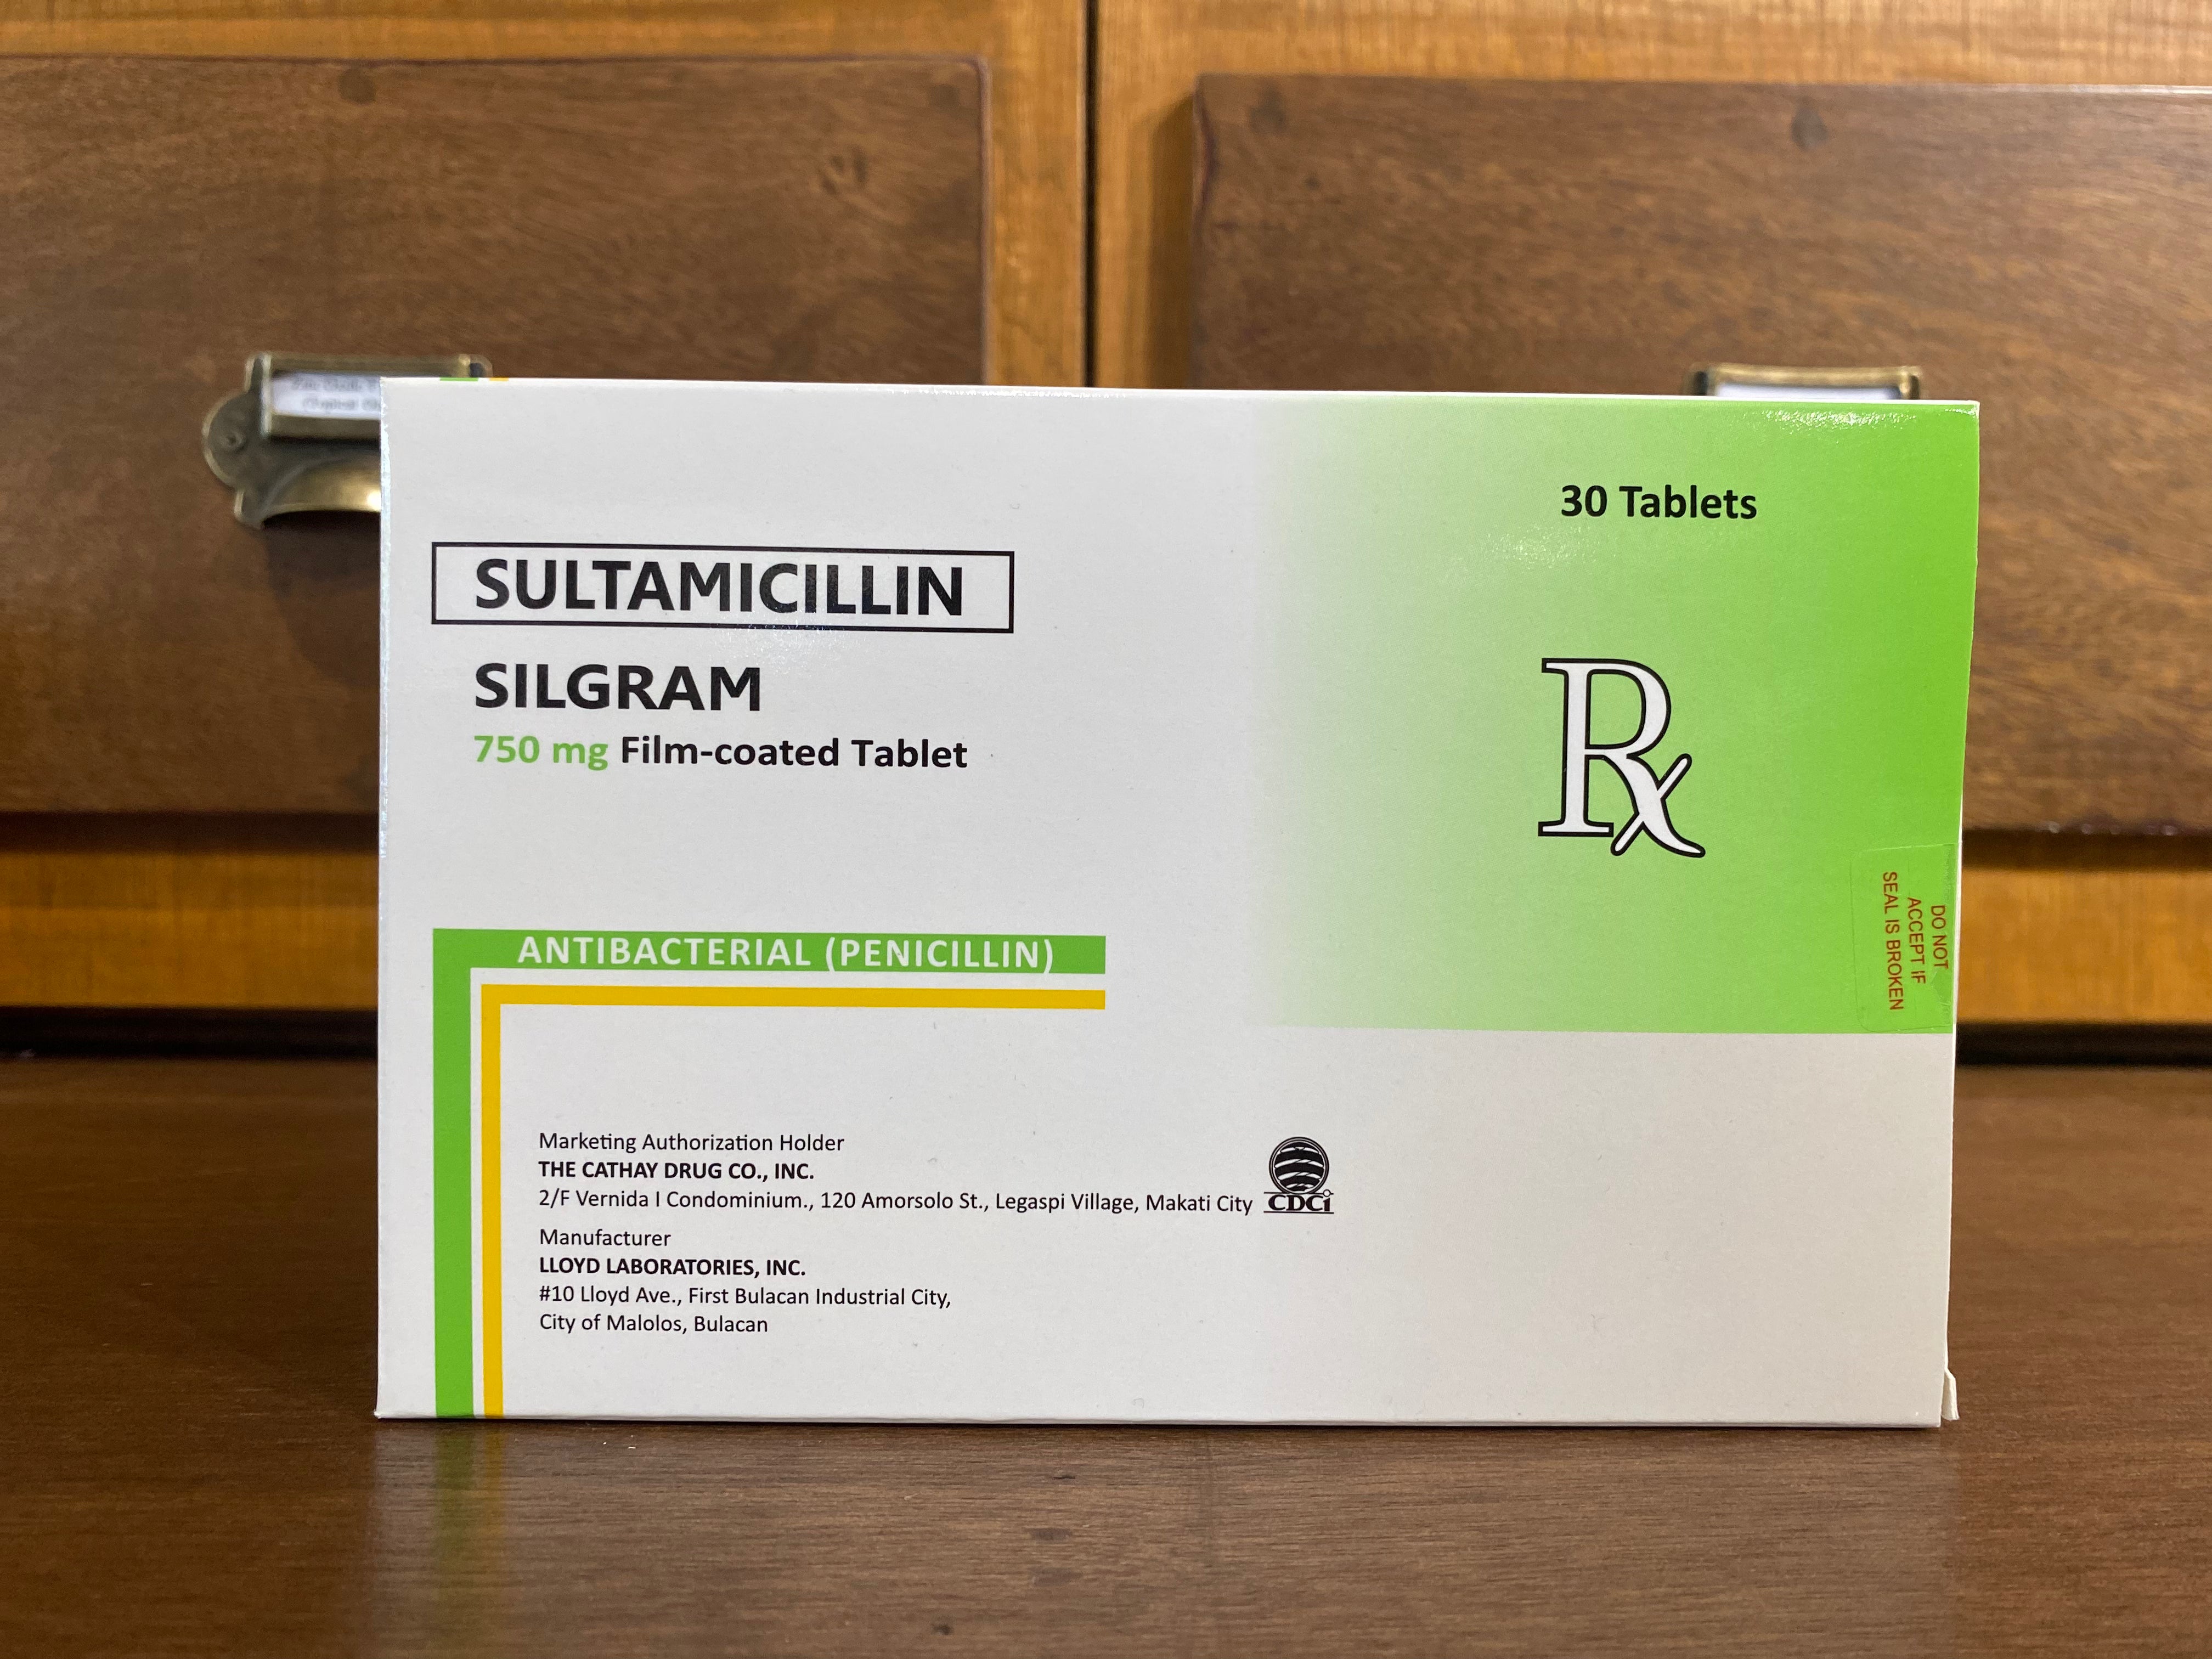 30 Tablets
SULTAMICILLIN
SILGRAM
750 mg Film-coated Tablet
Rx
DO NOT
ACCEPT IF
SEAL IS BROKEN
ANTIBACTERIAL (PENICILLIN)
Marketing Authorization Holder
THE CATHAY DRUG CO., INC.
2/F Vernida I Condominium., 120 Amorsolo St., Legaspi Village, Makati City
CDCi
Manufacturer
LLOYD LABORATORIES, INC.
#10 Lloyd Ave., First Bulacan Industrial City,
City of Malolos, Bulacan